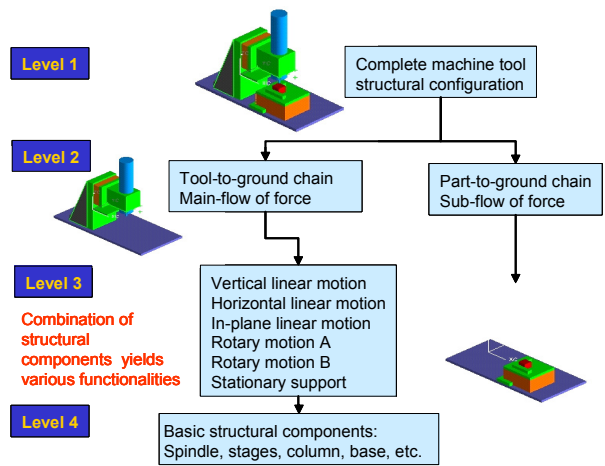 Level 1
Complete machine tool
structural configuration
Level 2
Tool-to-ground chain
Main-flow of force
Part-to-ground chain
Sub-flow of force
Level 3
Combination of
structural
components yields
various functionalities
Vertical linear motion
Horizontal linear motion
In-plane linear motion
Rotary motion A
Rotary motion B
Stationary support
XC
Level 4
Basic structural components:
Spindle, stages, column, base, etc.